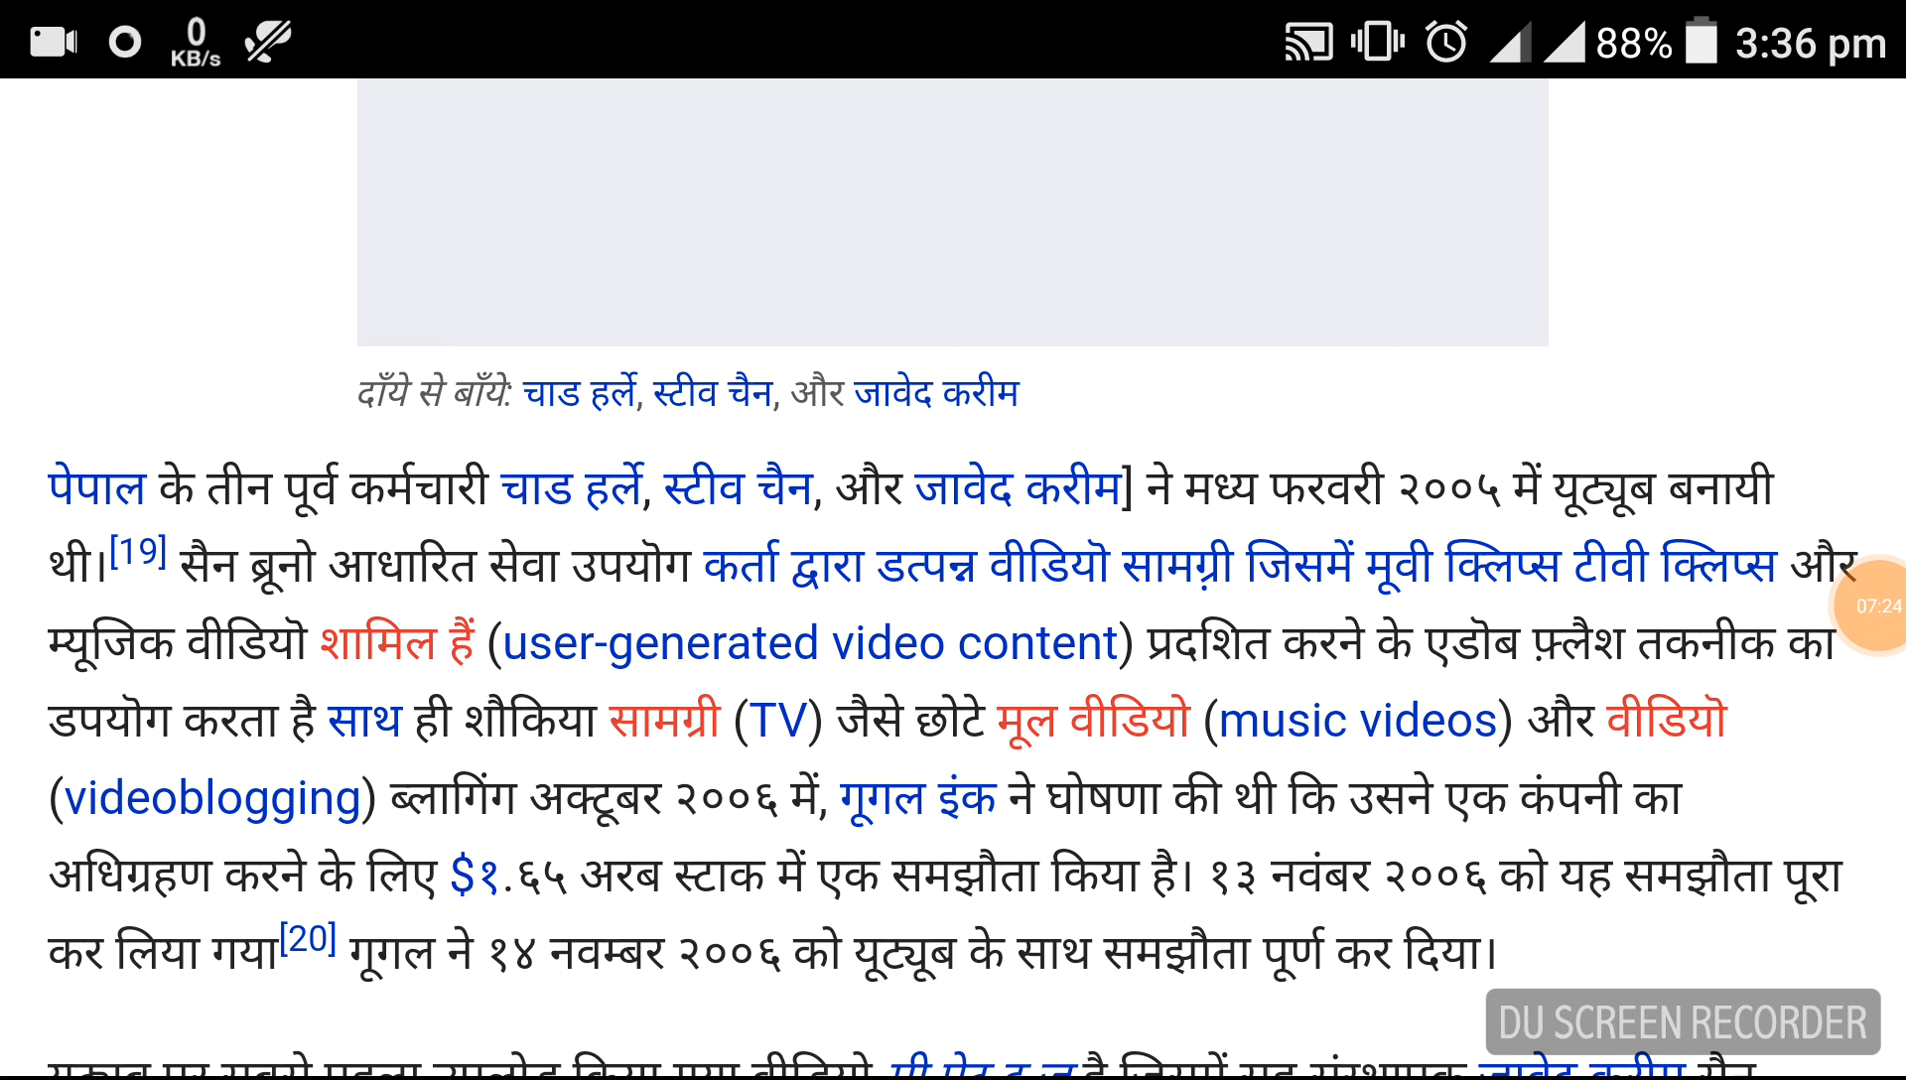 0
KB/s
88%
3:36 pm
दाँये से बाँये: चाड हर्ले, स्टीव चैन, और जावेद करीम
पेपाल के तीन पूर्व कर्मचारी चाड हर्ले, स्टीव चैन, और जावेद करीम] ने मध्य फरवरी २००५ में यूट्यूब बनायी
थी।[19] सैन ब्रूनो आधारित सेवा उपयॊग कर्ता द्वारा डत्पन्न वीडियॊ सामग़्री जिसमें मूवी क्लिप्स टीवी क्लिप्स और
07:24
म्यूजिक वीडियॊ शामिल हैं (user-generated video content) प्रदशित करने के एडॊब फ़्लैश तकनीक का
डपयॊग करता है साथ ही शौकिया सामग्री (TV) जैसे छोटे मूल वीडियो (music videos) और वीडियॊ
(videoblogging) ब्लागिंग अक्टूबर २००६ में, गूगल इंक ने घोषणा की थी कि उसने एक कंपनी का
अधिग्रहण करने के लिए $१.६५ अरब स्टाक में एक समझौता किया है। १३ नवंबर २००६ को यह समझौता पूरा
कर लिया गया[20] गूगल ने १४ नवम्बर २००६ को यूट्यूब के साथ समझौता पूर्ण कर दिया।
DU SCREEN RECORDER